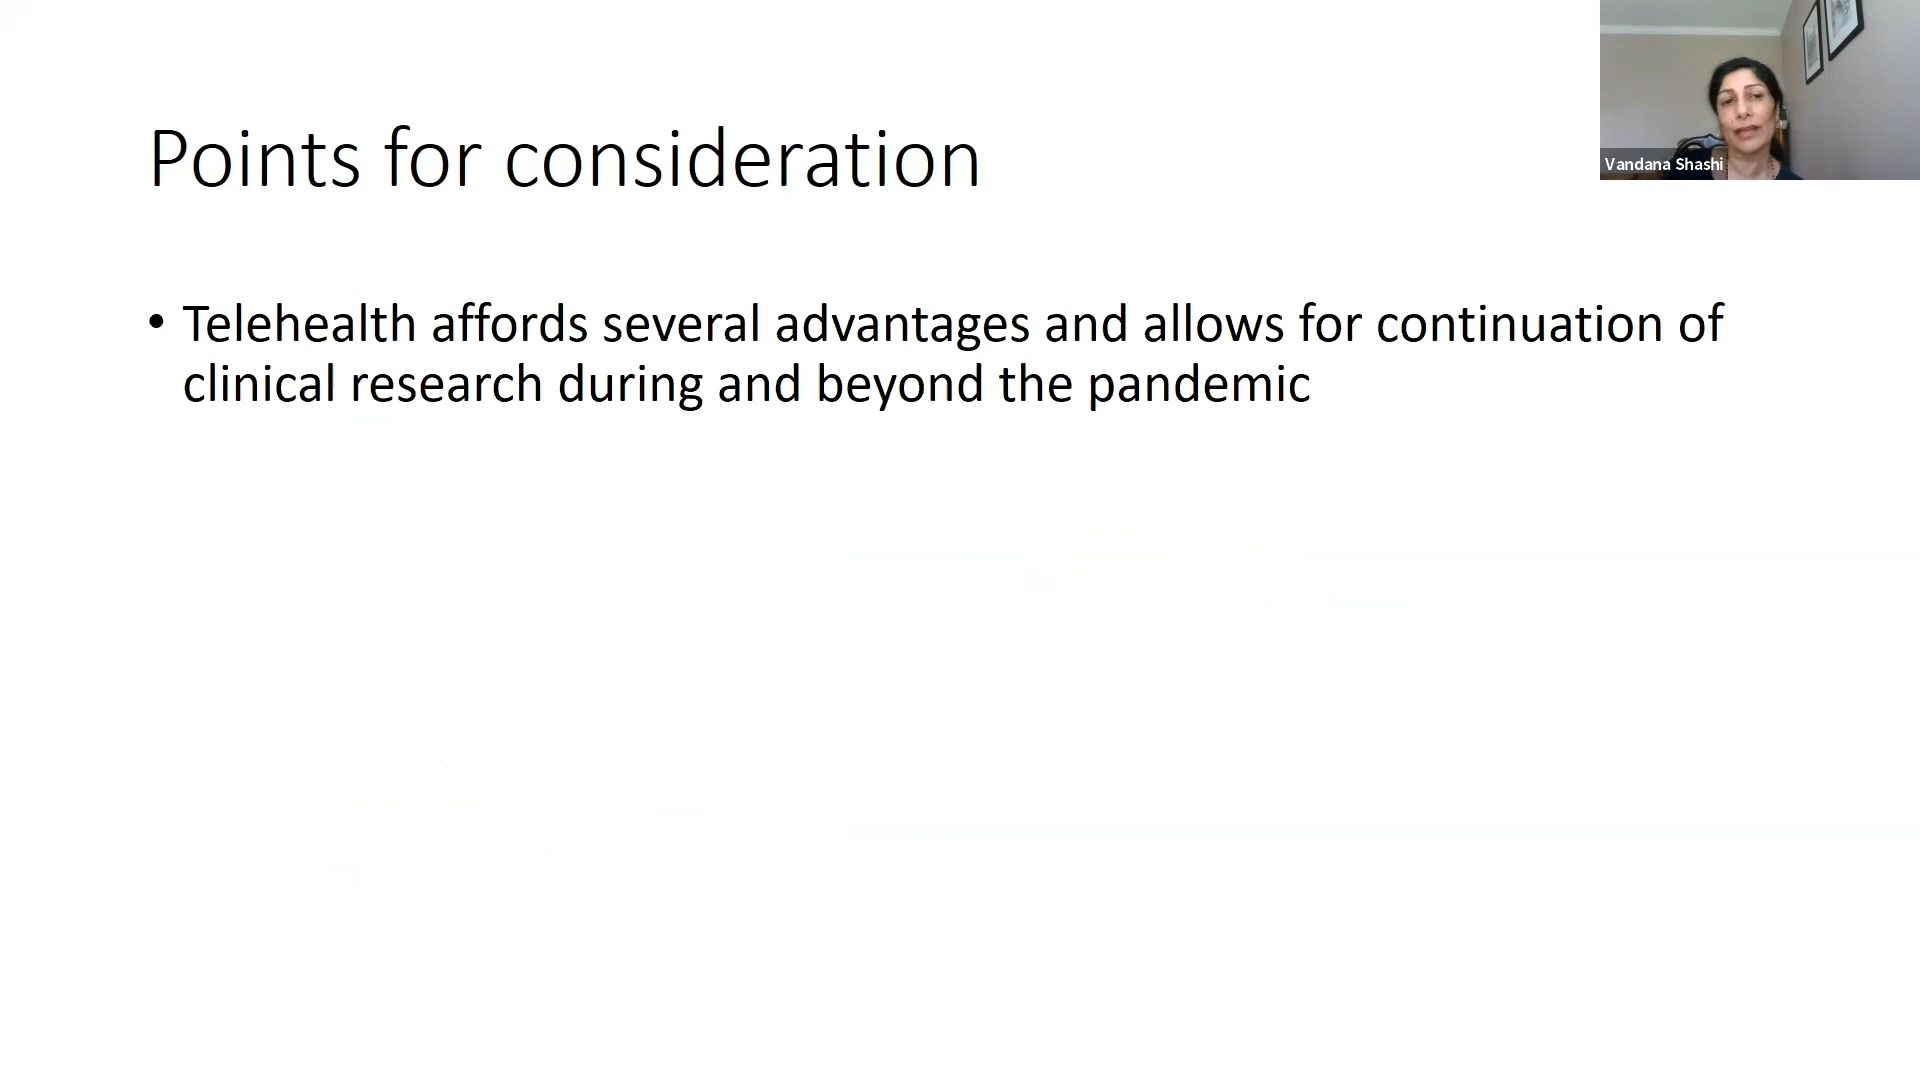 Points for consideration
Vandana Shashi
• Telehealth affords several advantages and allows for continuation of
clinical research during and beyond the pandemic